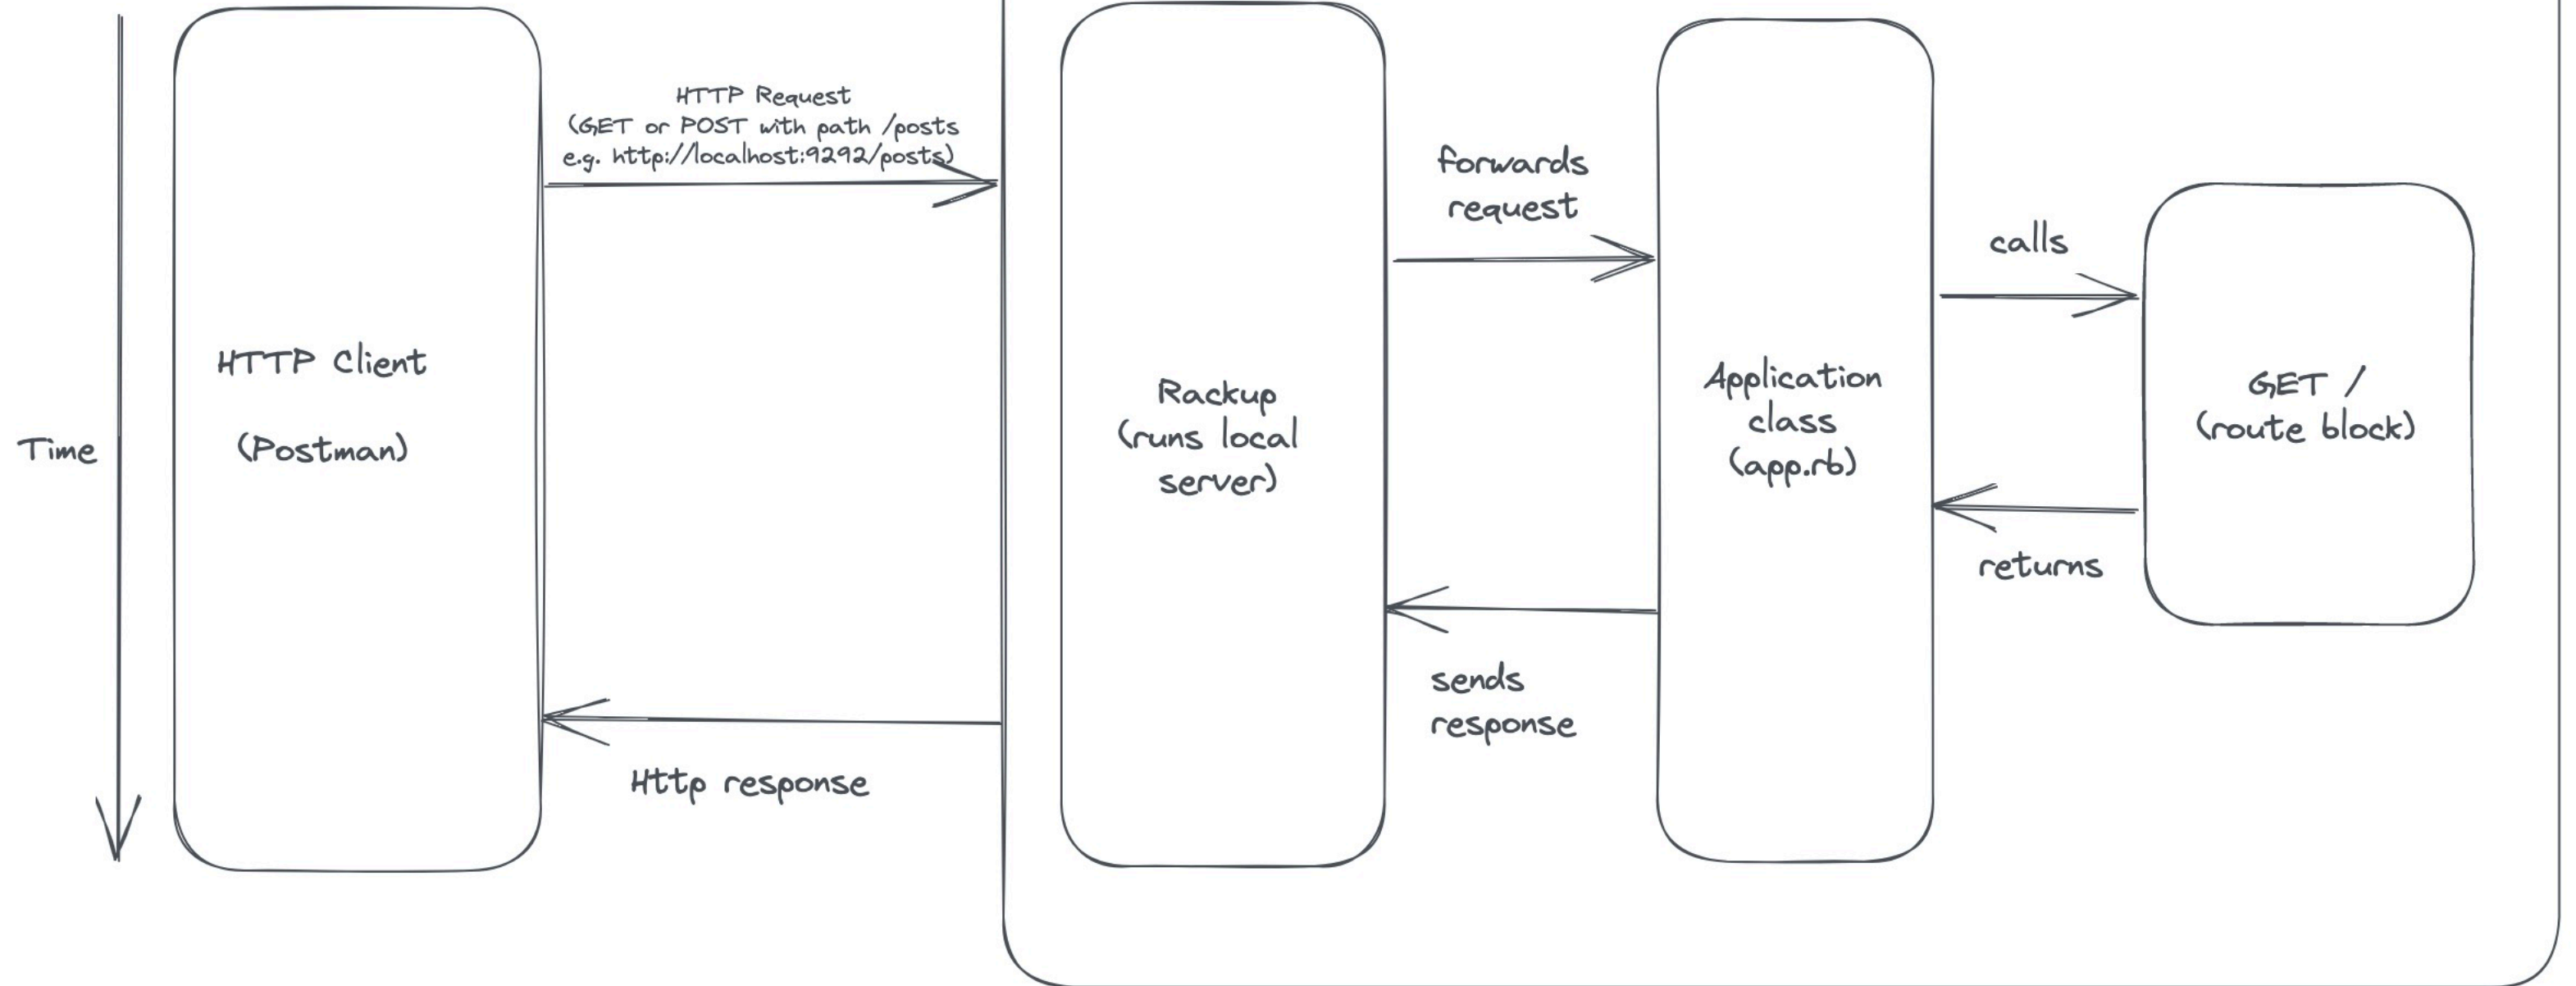 Time
HTTP Client
(Postman)
HTTP Request
(GET or POST with path /posts
e.g. http://localhost:9292/posts)
Http response
Rackup
(runs local
server)
forwards
request
sends
response
Application
class
(app.rb)
calls
returns
GET /
(route block)